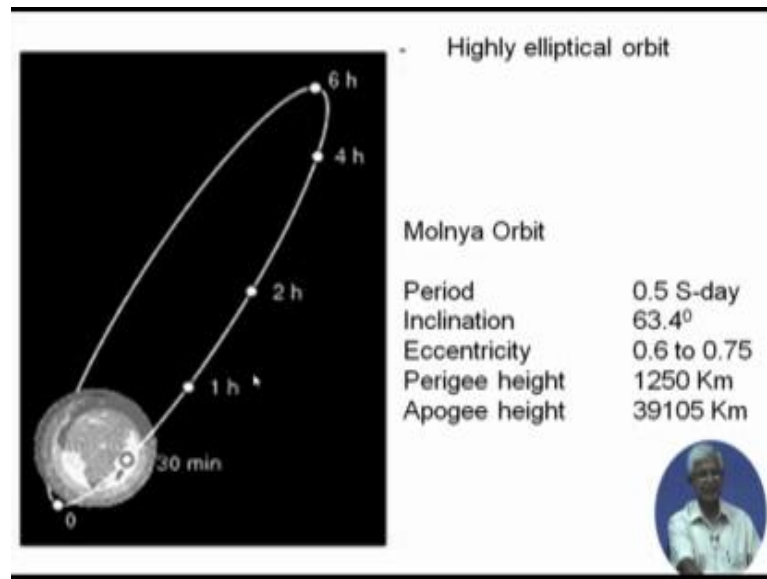 - Highly elliptical orbit
6 h
4 h
2 h
1 h
30 min
0
Molnya Orbit
Period 0.5 S-day
Inclination 63.4⁰
Eccentricity 0.6 to 0.75
Perigee height 1250 Km
Apogee height 39105 Km